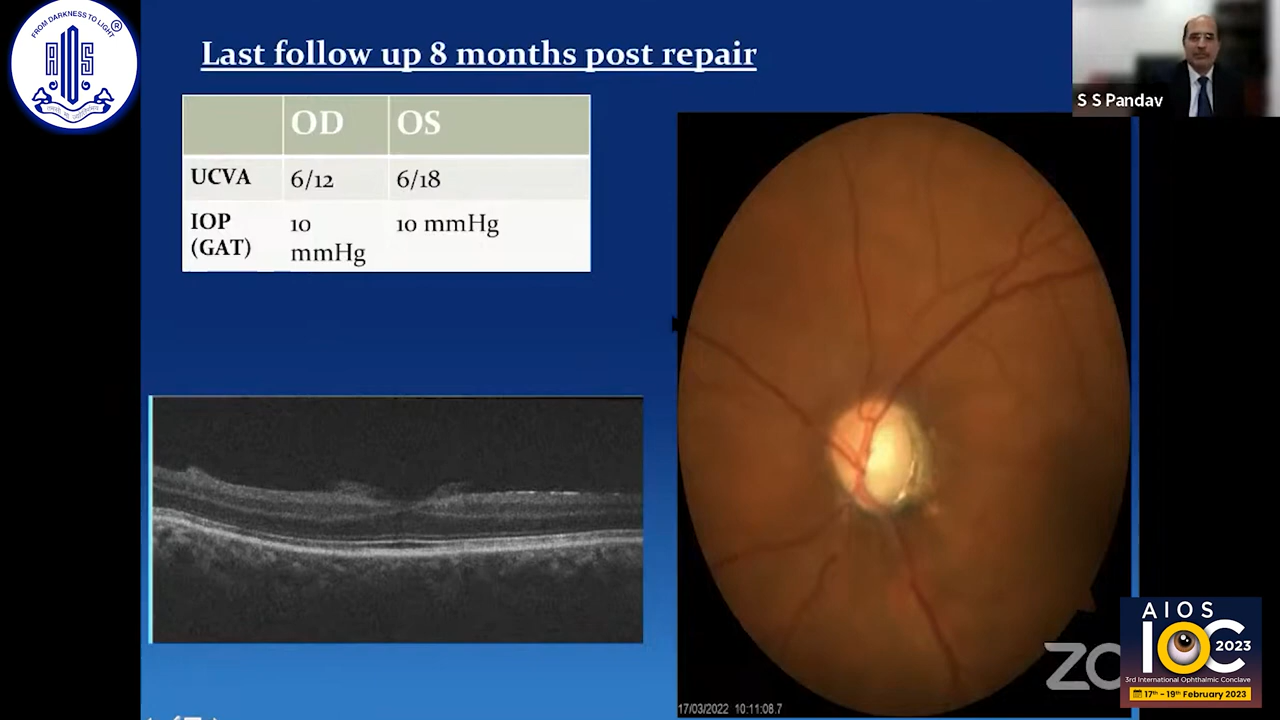 FROM DARKNESS TO LIGHT
®
AIOS
Last follow up 8 months post repair
S S Pandav
OD OS
UCVA 6/12 6/18
IOP (GAT) 10 mmHg 10 mmHg
17/03/2022 10:11:08.7
ZO
AIOS
IOC 2023
3rd International Ophthalmic Conclave
17th - 19th February 2023